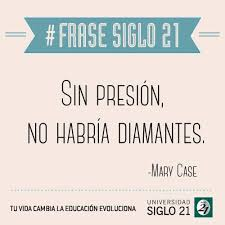 # FRASE SIGLO 21
SIN PRESIÓN,
NO HABRÍA DIAMANTES.
-MARY CASE
TU VIDA CAMBIA LA EDUCACIÓN EVOLUCIONA
UNIVERSIDAD
SIGLO 21
21